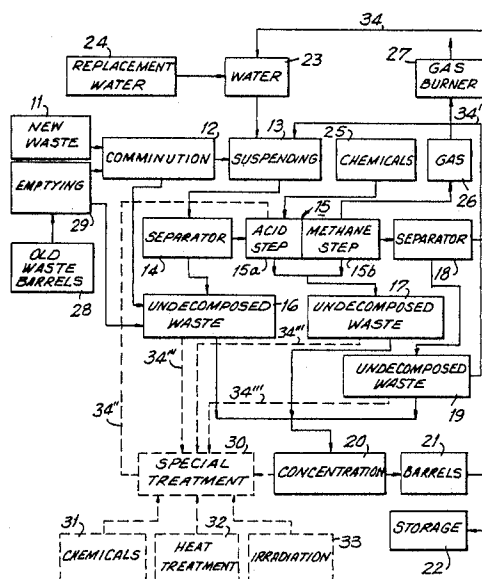 34
24
REPLACEMENT
WATER
WATER
23
27
GAS
BURNER
34'
11
NEW
WASTE
12
COMMINUTION
13
SUSPENDING
25
CHEMICALS
GAS
26
EMPTYING
29
OLD
WASTE
BARRELS
28
SEPARATOR
14
15
ACID
STEP
15a
METHANE
STEP
15b
SEPARATOR
18
16
UNDECOMPOSED
WASTE
17
UNDECOMPOSED
WASTE
34"
34'''
34'''
34"
UNDECOMPOSED
WASTE
19
30
SPECIAL
TREATMENT
20
CONCENTRATION
21
BARRELS
STORAGE
22
31
CHEMICALS
32
HEAT
TREATMENT
IRRADIATION
33